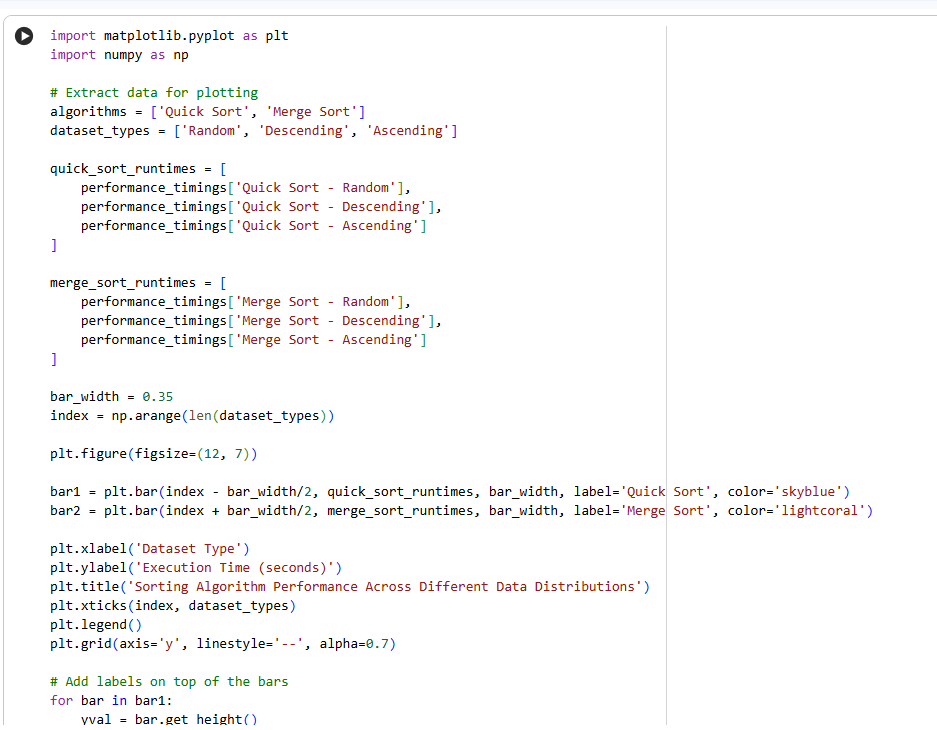 import matplotlib.pyplot as plt
import numpy as np

# Extract data for plotting
algorithms = ['Quick Sort', 'Merge Sort']
dataset_types = ['Random', 'Descending', 'Ascending']

quick_sort_runtimes = [
    performance_timings['Quick Sort - Random'],
    performance_timings['Quick Sort - Descending'],
    performance_timings['Quick Sort - Ascending']
]

merge_sort_runtimes = [
    performance_timings['Merge Sort - Random'],
    performance_timings['Merge Sort - Descending'],
    performance_timings['Merge Sort - Ascending']
]

bar_width = 0.35
index = np.arange(len(dataset_types))

plt.figure(figsize=(12, 7))

bar1 = plt.bar(index - bar_width/2, quick_sort_runtimes, bar_width, label='Quick Sort', color='skyblue')
bar2 = plt.bar(index + bar_width/2, merge_sort_runtimes, bar_width, label='Merge Sort', color='lightcoral')

plt.xlabel('Dataset Type')
plt.ylabel('Execution Time (seconds)')
plt.title('Sorting Algorithm Performance Across Different Data Distributions')
plt.xticks(index, dataset_types)
plt.legend()
plt.grid(axis='y', linestyle='--', alpha=0.7)

# Add labels on top of the bars
for bar in bar1:
    yval = bar.get_height()